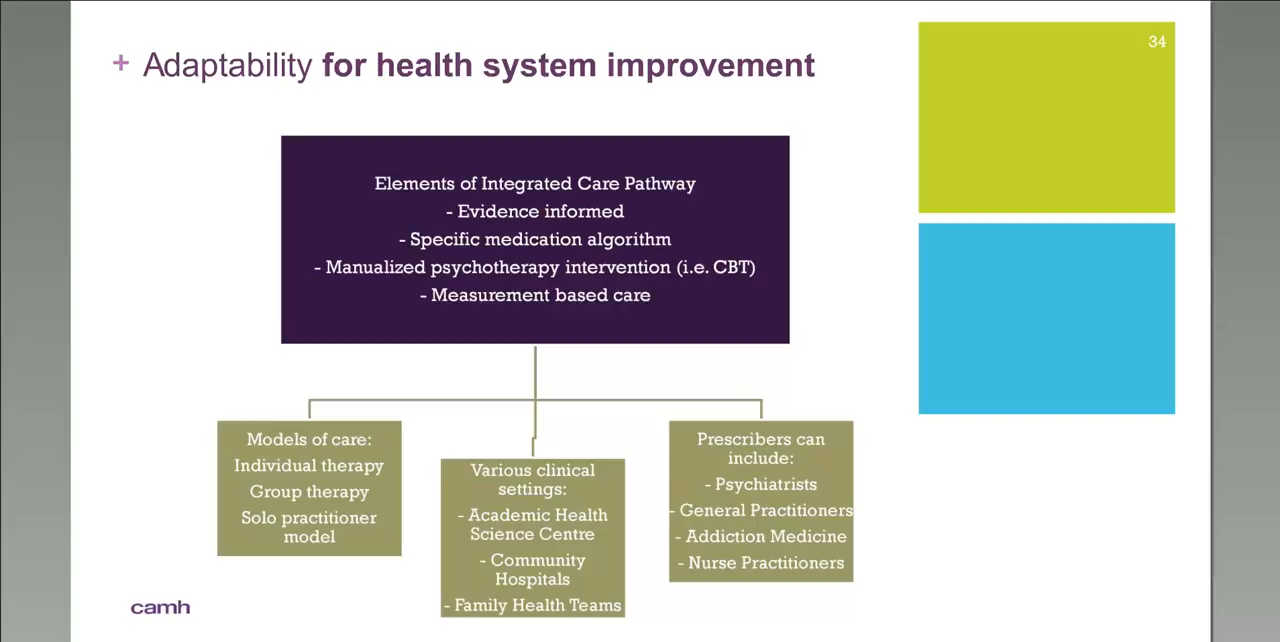 34
+ Adaptability for health system improvement
Elements of Integrated Care Pathway
- Evidence informed
- Specific medication algorithm
- Manualized psychotherapy intervention (i.e. CBT)
- Measurement based care
Models of care:
Individual therapy
Group therapy
Solo practitioner
model
Various clinical
settings:
- Academic Health
Science Centre
- Community
Hospitals
- Family Health Teams
Prescribers can
include:
- Psychiatrists
- General Practitioners
- Addiction Medicine
- Nurse Practitioners
camh